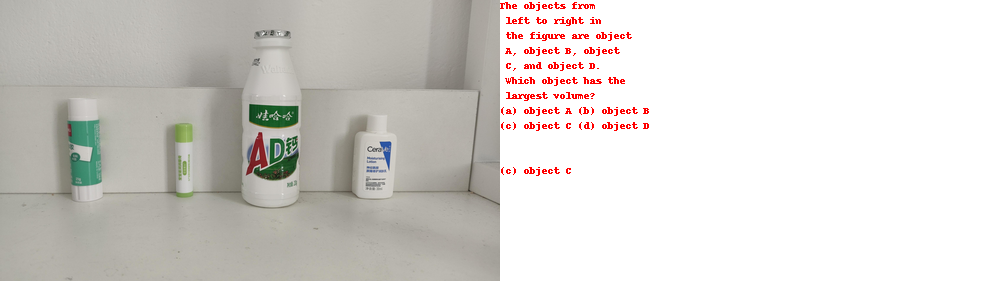 娃哈哈
AD钙
CeraVe
Moisturising
Lotion
The objects from
left to right in
the figure are object
A, object B, object
C, and object D.
Which object has the
largest volume?
(a) object A (b) object B
(c) object C (d) object D
(c) object C